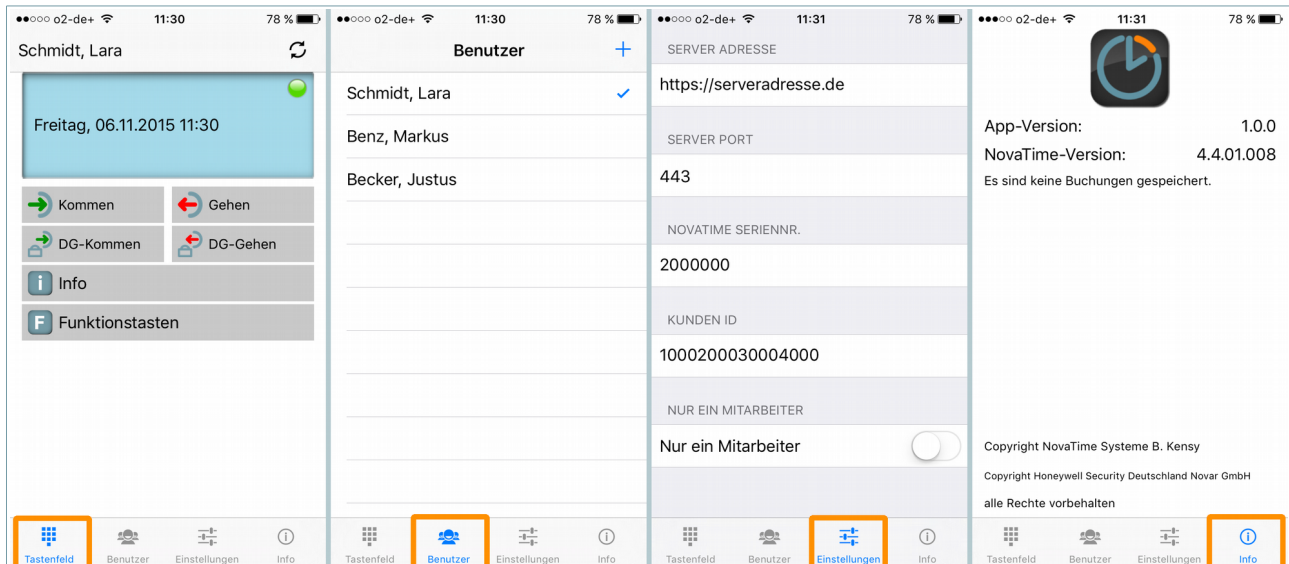 o2-de+ 11:30 78 %
Schmidt, Lara
Freitag, 06.11.2015 11:30
Kommen
Gehen
DG-Kommen
DG-Gehen
i Info
F Funktionstasten
Tastenfeld Benutzer Einstellungen Info
o2-de+ 11:30 78 %
Benutzer +
Schmidt, Lara
Benz, Markus
Becker, Justus
Tastenfeld Benutzer Einstellungen Info
o2-de+ 11:31 78 %
SERVER ADRESSE
https://serveradresse.de
SERVER PORT
443
NOVATIME SERIENNR.
2000000
KUNDEN ID
1000200030004000
NUR EIN MITARBEITER
Nur ein Mitarbeiter
Tastenfeld Benutzer Einstellungen Info
o2-de+ 11:31 78 %
App-Version: 1.0.0
NovaTime-Version: 4.4.01.008
Es sind keine Buchungen gespeichert.
Copyright NovaTime Systeme B. Kensy
Copyright Honeywell Security Deutschland Novar GmbH
alle Rechte vorbehalten
Tastenfeld Benutzer Einstellungen Info